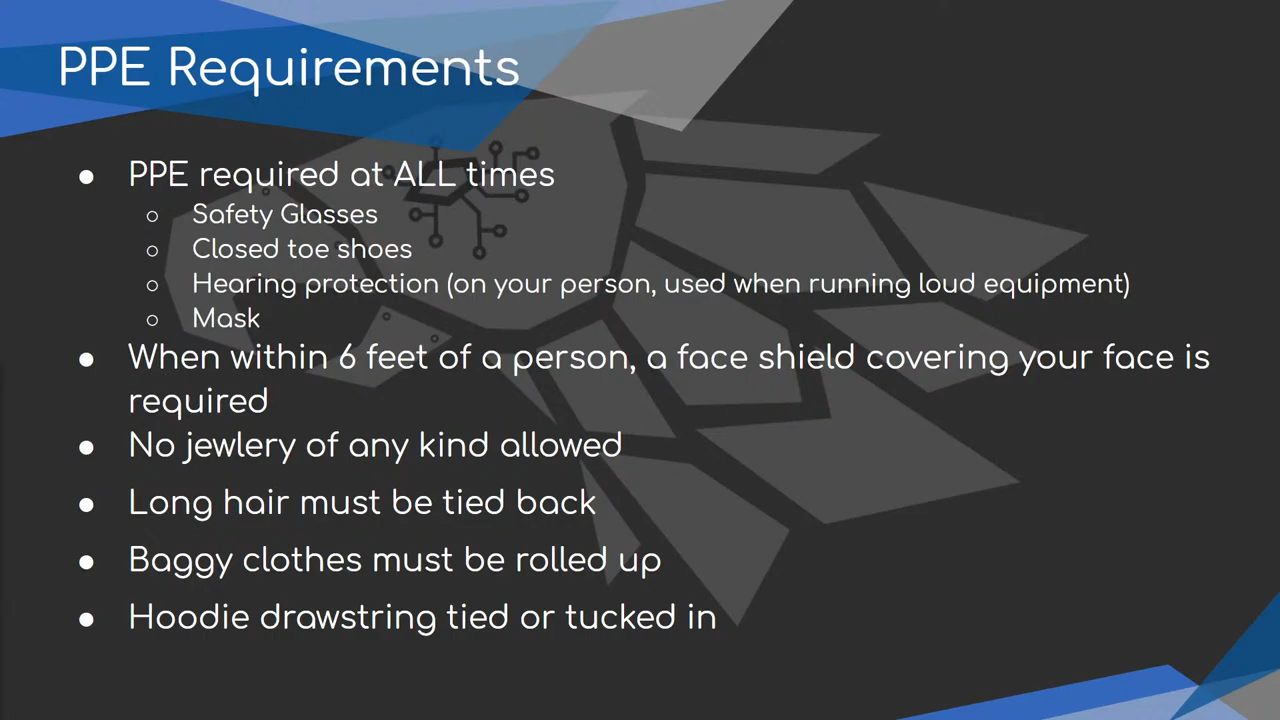 PPE Requirements
● PPE required at ALL times
○ Safety Glasses
○ Closed toe shoes
○ Hearing protection (on your person, used when running loud equipment)
○ Mask
● When within 6 feet of a person, a face shield covering your face is
required
● No jewlery of any kind allowed
● Long hair must be tied back
● Baggy clothes must be rolled up
● Hoodie drawstring tied or tucked in